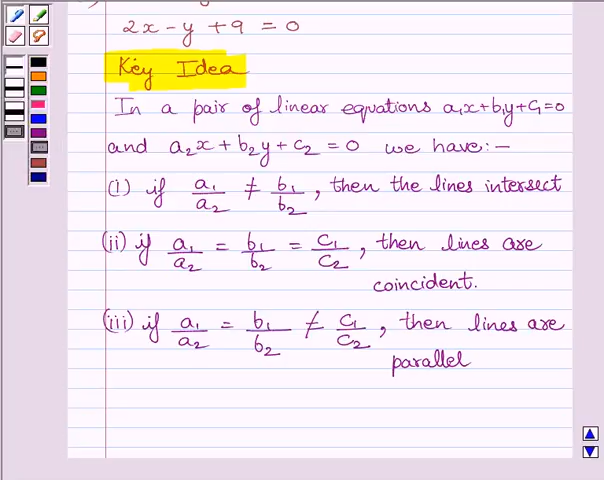 2x - y + 9 = 0
Key Idea
In a pair of linear equations a₁x+b₁y+c₁=0
and a₂x + b₂y + c₂ = 0 we have:-
(i) if a₁/a₂ ≠ b₁/b₂, then the lines intersect
(ii) if a₁/a₂ = b₁/b₂ = c₁/c₂, then lines are
coincident.
(iii) if a₁/a₂ = b₁/b₂ ≠ c₁/c₂, then lines are
parallel